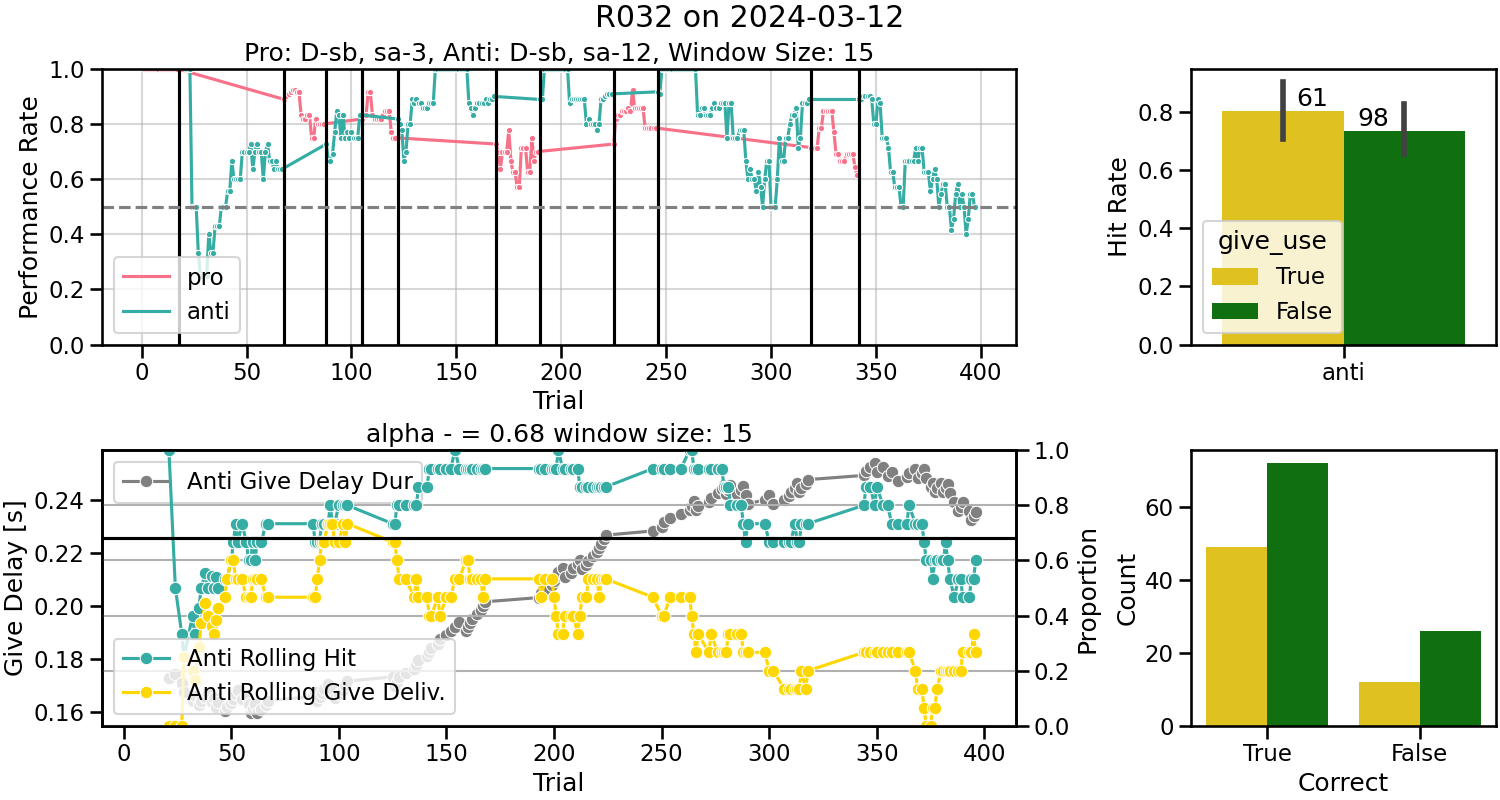 R032 on 2024-03-12
Pro: D-sb, sa-3, Anti: D-sb, sa-12, Window Size: 15
Performance Rate
1.0
0.8
0.6
0.4
0.2
0.0
pro
anti
0 50 100 150 200 250 300 350 400
Trial
Hit Rate
0.8
0.6
0.4
0.2
0.0
61
98
give_use
True
False
anti
alpha - = 0.68 window size: 15
Give Delay [s]
0.24
0.22
0.20
0.18
0.16
Anti Give Delay Dur
Anti Rolling Hit
Anti Rolling Give Deliv.
1.0
0.8
0.6
0.4
0.2
0.0
Proportion
0 50 100 150 200 250 300 350 400
Trial
Count
60
40
20
0
True False
Correct